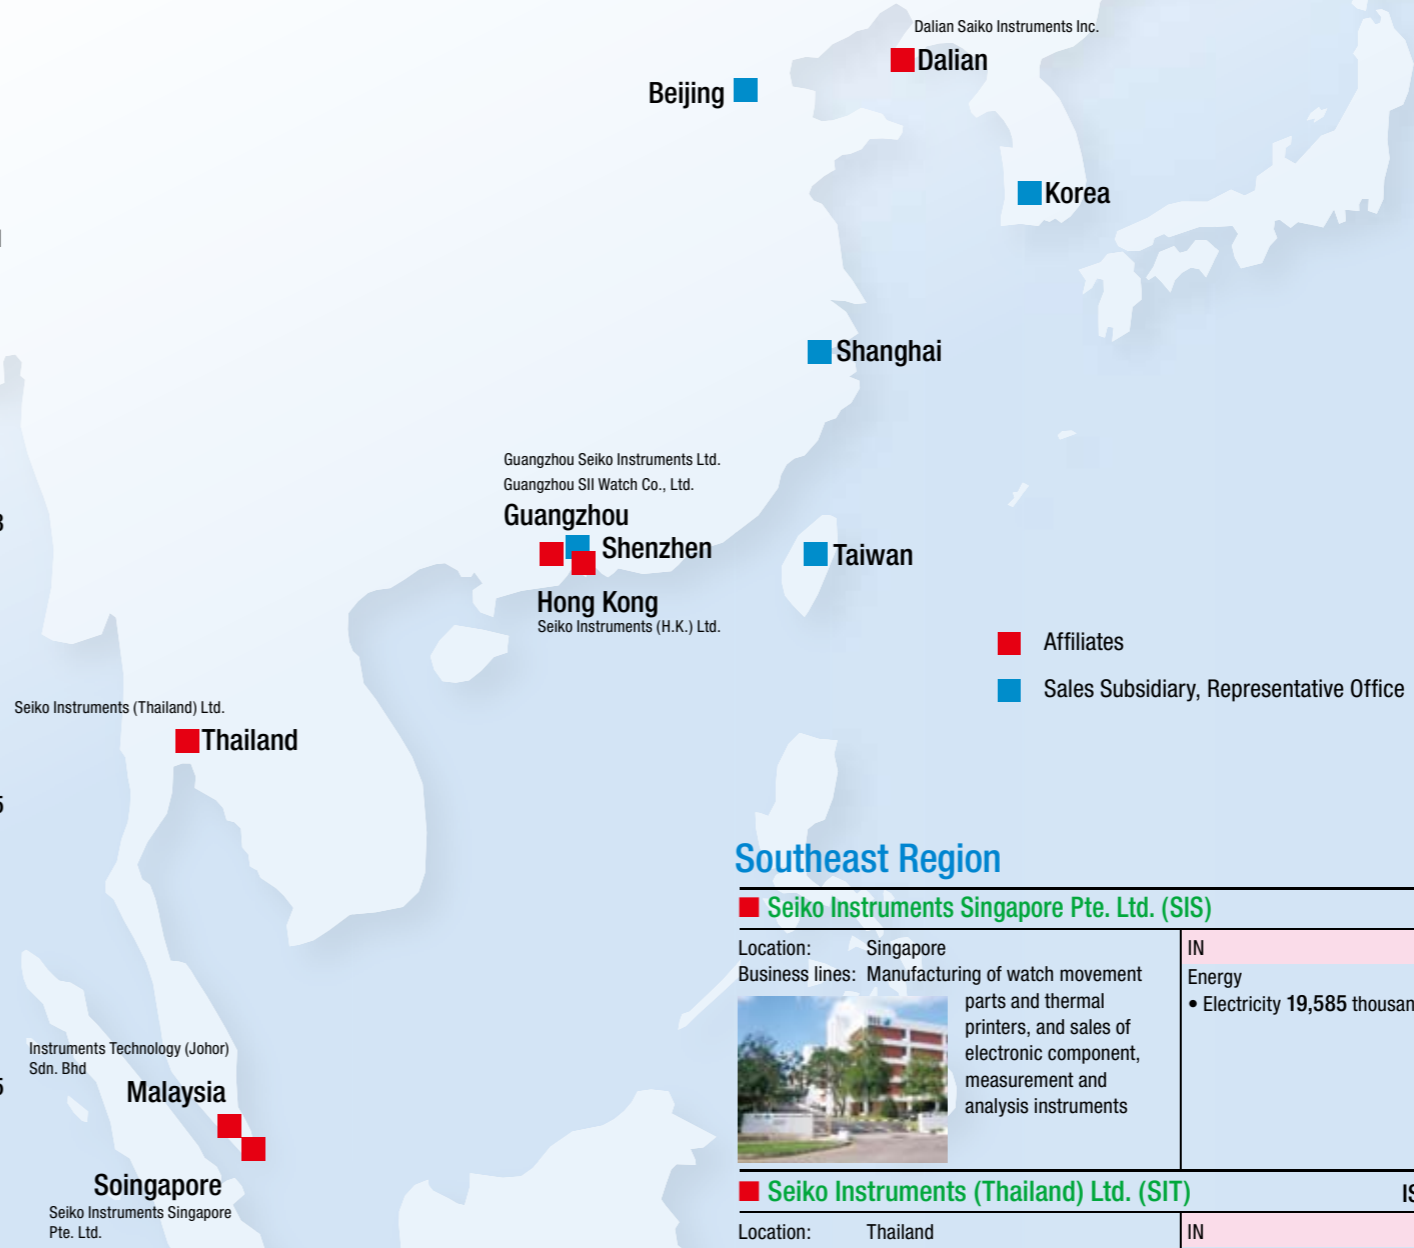 Dalian Saiko Instruments Inc.
Dalian
Beijing
Korea
Shanghai
Guangzhou Seiko Instruments Ltd.
Guangzhou SII Watch Co., Ltd.
Guangzhou
Shenzhen
Taiwan
Hong Kong
Seiko Instruments (H.K.) Ltd.
Affiliates
Sales Subsidiary, Representative Office
Seiko Instruments (Thailand) Ltd.
Thailand
Instruments Technology (Johor)
Sdn. Bhd
Malaysia
Soingapore
Seiko Instruments Singapore
Pte. Ltd.
Southeast Region
Seiko Instruments Singapore Pte. Ltd. (SIS)
Location: Singapore
Business lines: Manufacturing of watch movement
parts and thermal
printers, and sales of
electronic component,
measurement and
analysis instruments
IN
Energy
• Electricity 19,585 thousan
Seiko Instruments (Thailand) Ltd. (SIT)
Location: Thailand
IN